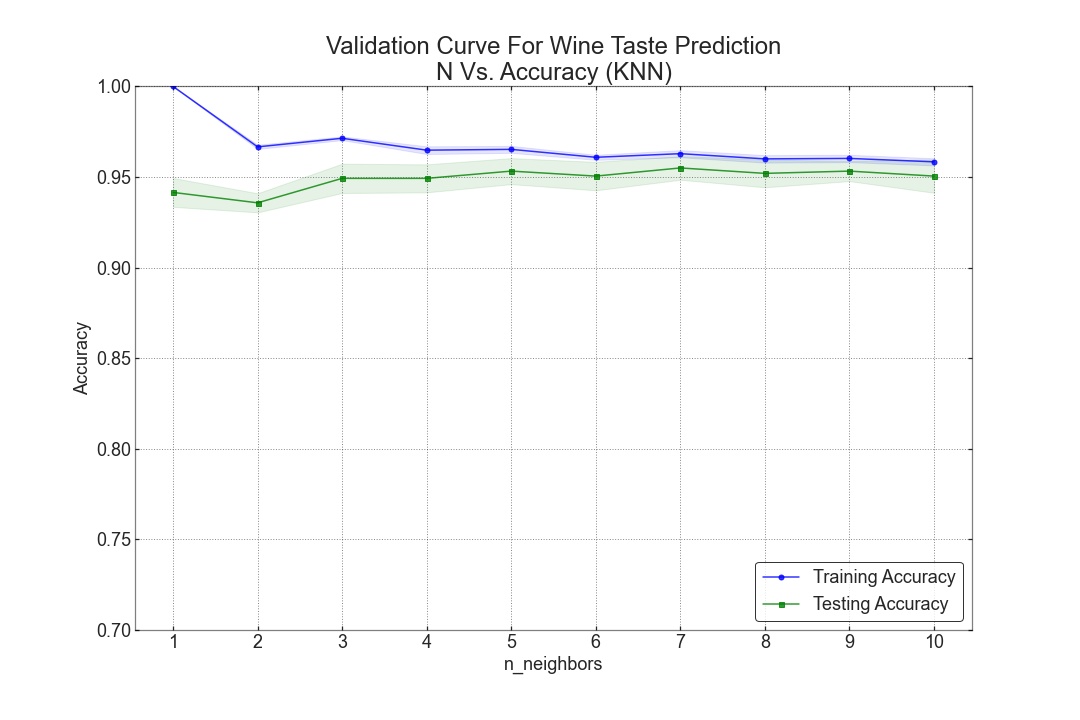 Validation Curve For Wine Taste Prediction
N Vs. Accuracy (KNN)
1.00
0.95
0.90
0.85
0.80
0.75
0.70
Accuracy
Training Accuracy
Testing Accuracy
1 2 3 4 5 6 7 8 9 10
n_neighbors